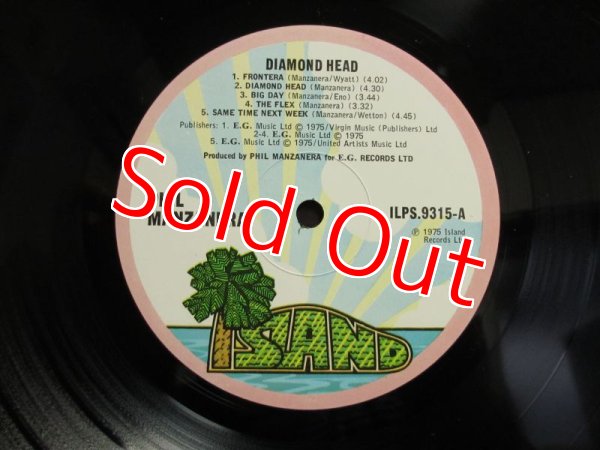 DIAMOND HEAD
1. FRONTERA (Manzanera/Wyatt) (4.02)
2. DIAMOND HEAD (Manzanera) (4.30)
3. BIG DAY (Manzanera/Eno) (3.44)
4. THE FLEX (Manzanera) (3.32)
5. SAME TIME NEXT WEEK (Manzanera/Wetton) (4.45)
Publishers: 1. E.G. Music Ltd © 1975/Virgin Music (Publishers) Ltd
2-4. E.G. Music Ltd © 1975
5. E.G. Music Ltd © 1975/United Artists Music Ltd
Produced by PHIL MANZANERA for E.G. RECORDS LTD
MANZANERA
ILPS.9315-A
℗ 1975 Island
Records Lt
Sold Out
ISLAND